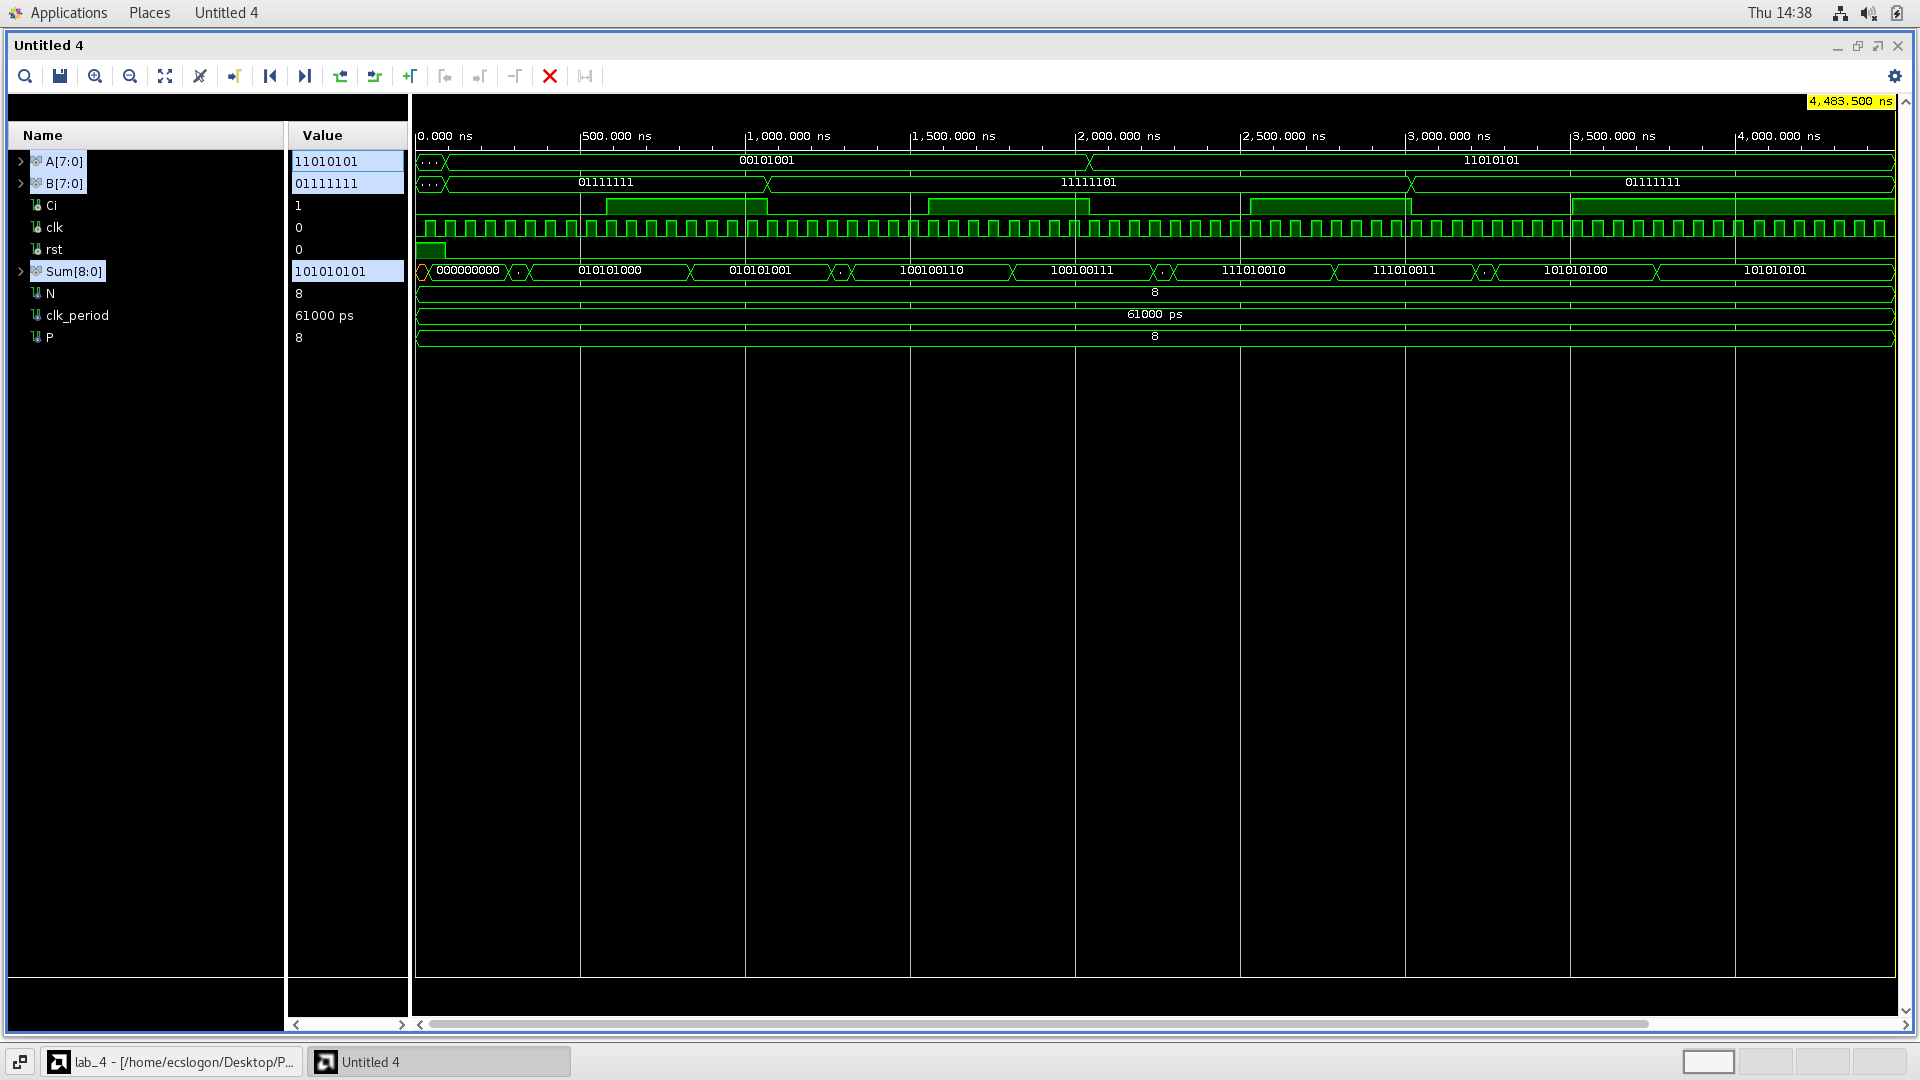 Applications Places Untitled 4 Thu 14:38
Untitled 4
4,483.500 ns
Name Value 0.000 ns 500.000 ns 1,000.000 ns 1,500.000 ns 2,000.000 ns 2,500.000 ns 3,000.000 ns 3,500.000 ns 4,000.000 ns
A[7:0] 11010101 ... 00101001 11010101
B[7:0] 01111111 ... 01111111 11111101 01111111
Ci 1
clk 0
rst 0
Sum[8:0] 101010101 000000000 . 010101000 010101001 . 100100110 100100111 . 111010010 111010011 . 101010100 101010101
N 8 8
clk_period 61000 ps 61000 ps
P 8 8
lab_4 - [/home/ecslogon/Desktop/P... Untitled 4